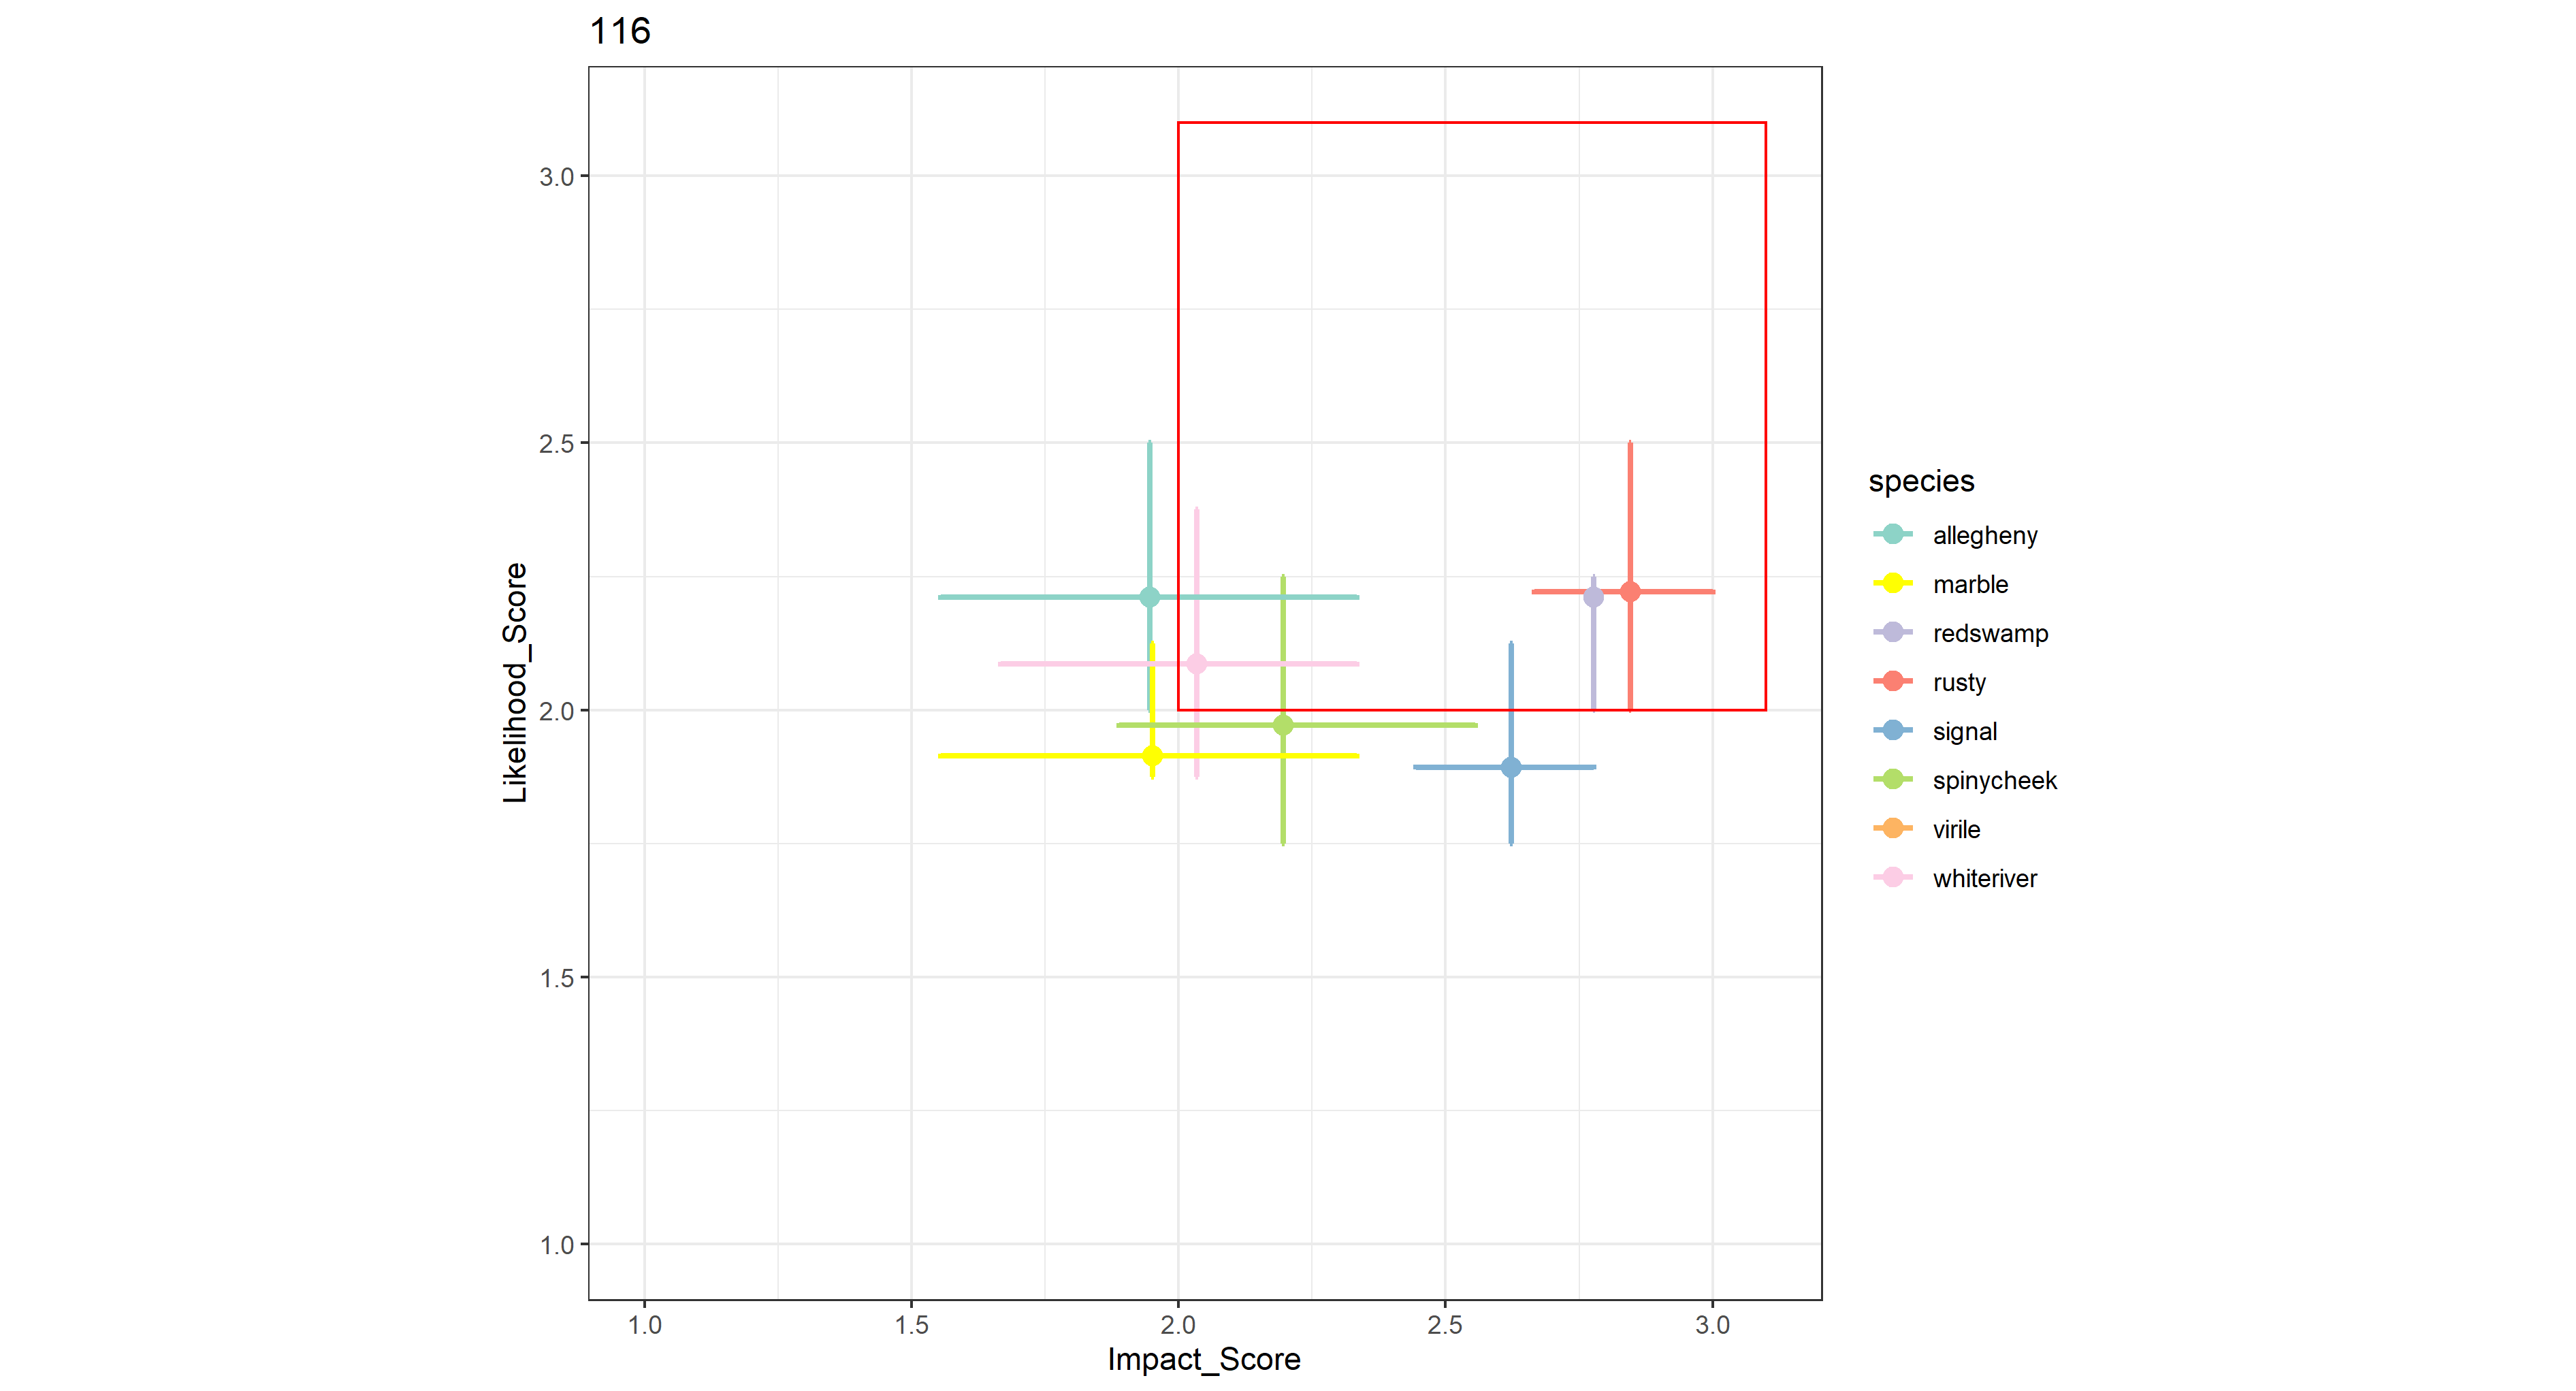 116
Likelihood_Score
3.0
2.5
2.0
1.5
1.0
1.0 1.5 2.0 2.5 3.0
Impact_Score
species
allegheny
marble
redswamp
rusty
signal
spinycheek
virile
whiteriver